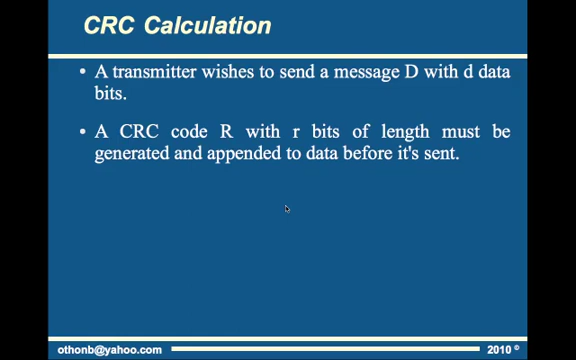 CRC Calculation
• A transmitter wishes to send a message D with d data
bits.
• A CRC code R with r bits of length must be
generated and appended to data before it's sent.
othonb@yahoo.com
2010 ©